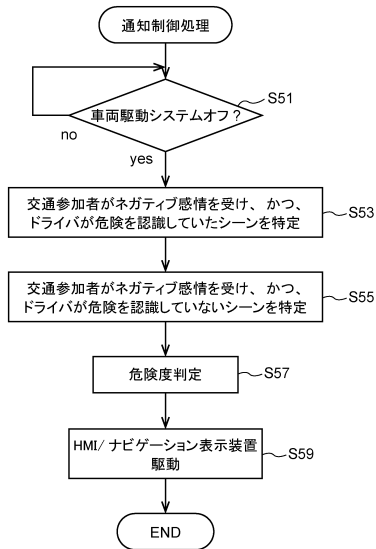 通知制御処理
車両駆動システムオフ？
S51
no
yes
交通参加者がネガティブ感情を受け、かつ、
ドライバが危険を認識していたシーンを特定
S53
交通参加者がネガティブ感情を受け、かつ、
ドライバが危険を認識していないシーンを特定
S55
危険度判定
S57
HMI/ナビゲーション表示装置
駆動
S59
END